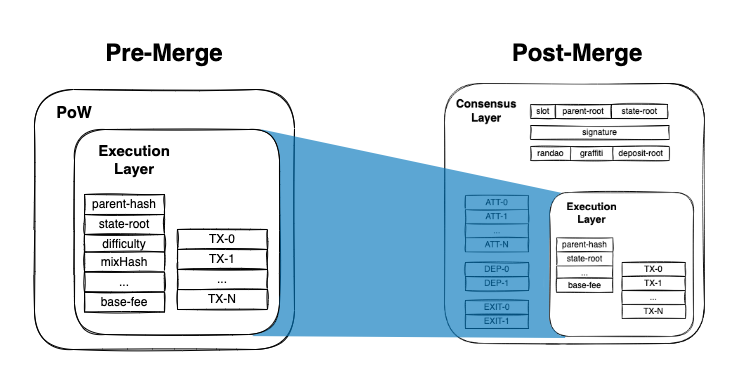 Pre-Merge
PoW
Execution
Layer
parent-hash
state-root
difficulty
mixHash
...
base-fee
TX-0
TX-1
...
TX-N
Post-Merge
Consensus
Layer
slot parent-root state-root
signature
randao graffiti deposit-root
ATT-0
ATT-1
...
ATT-N
DEP-0
DEP-1
EXIT-0
EXIT-1
Execution
Layer
parent-hash
state-root
...
base-fee
TX-0
TX-1
...
TX-N